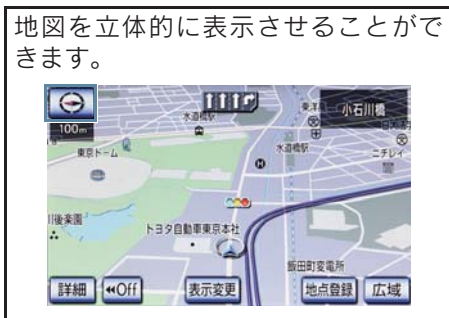 地図を立体的に表示させることがで
きます。
水道橋駅
小石川橋
100m
東京ドーム
水道橋駅
ニチレイ
後楽園
トヨタ自動車東京本社
飯田町変電所
詳細
◀◀Off
表示変更
地点登録
広域